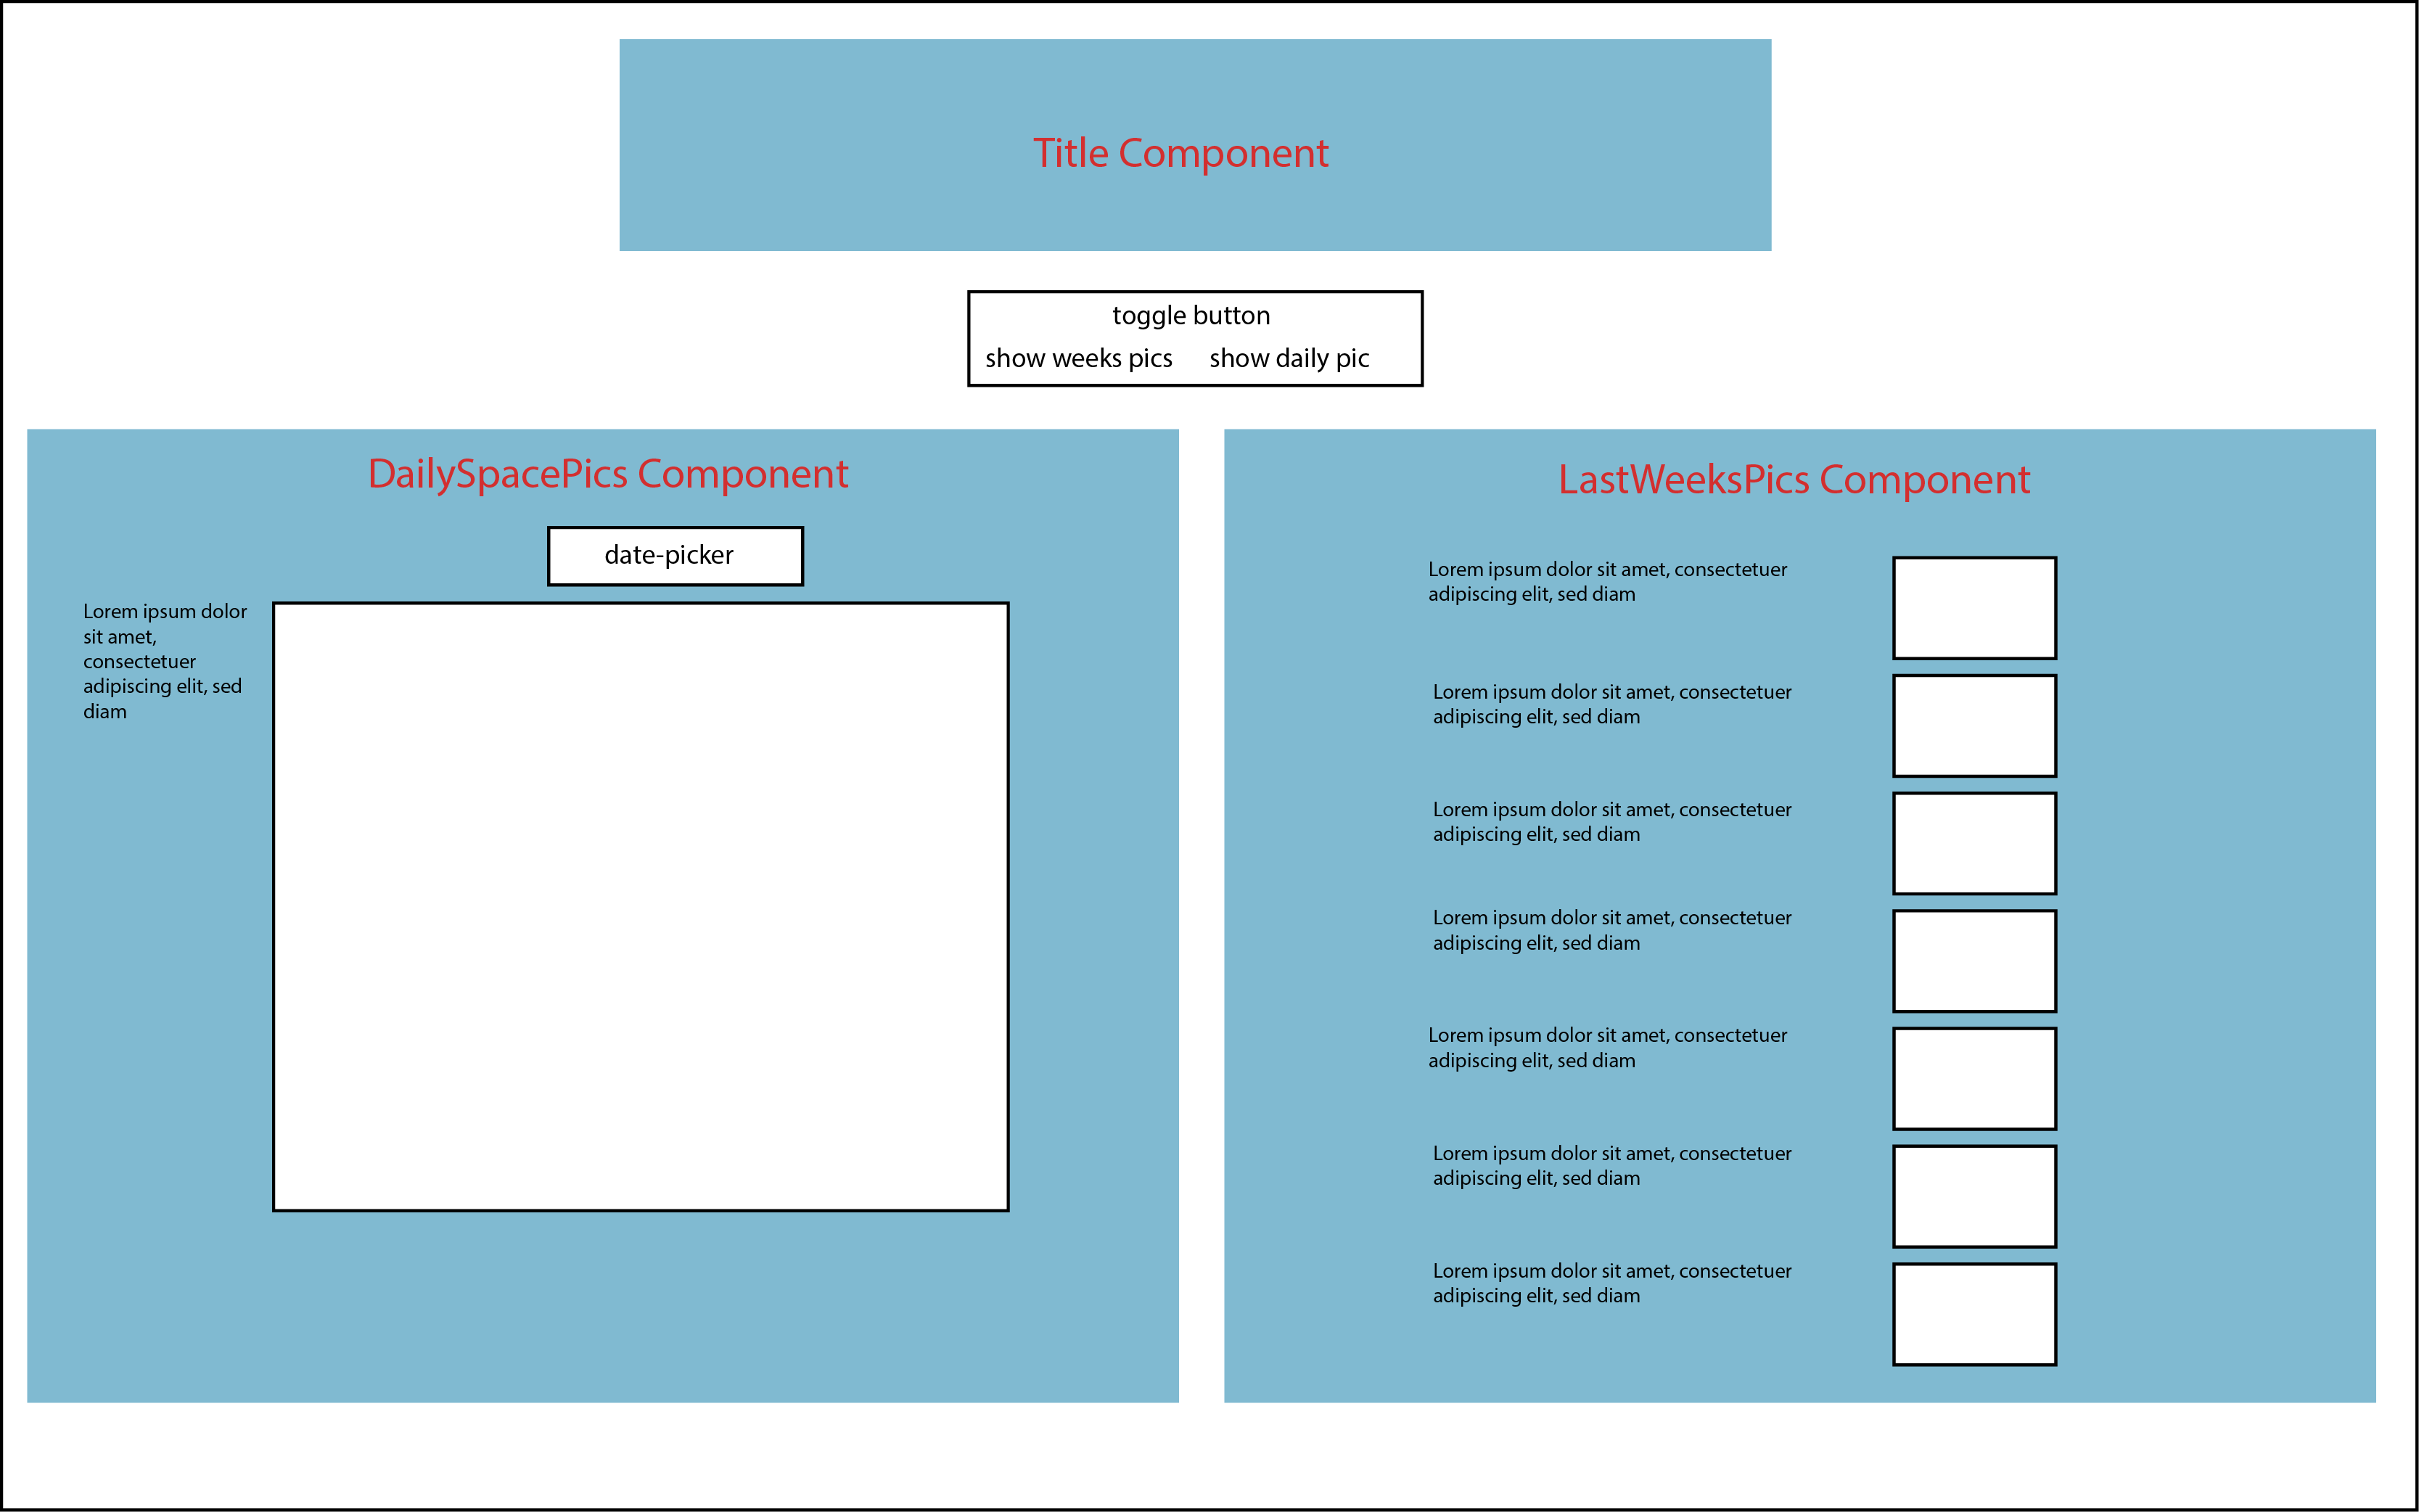 Title Component
toggle button
show weeks pics show daily pic
DailySpacePics Component
date-picker
Lorem ipsum dolor
sit amet,
consectetuer
adipiscing elit, sed
diam
LastWeeksPics Component
Lorem ipsum dolor sit amet, consectetuer
adipiscing elit, sed diam
Lorem ipsum dolor sit amet, consectetuer
adipiscing elit, sed diam
Lorem ipsum dolor sit amet, consectetuer
adipiscing elit, sed diam
Lorem ipsum dolor sit amet, consectetuer
adipiscing elit, sed diam
Lorem ipsum dolor sit amet, consectetuer
adipiscing elit, sed diam
Lorem ipsum dolor sit amet, consectetuer
adipiscing elit, sed diam
Lorem ipsum dolor sit amet, consectetuer
adipiscing elit, sed diam